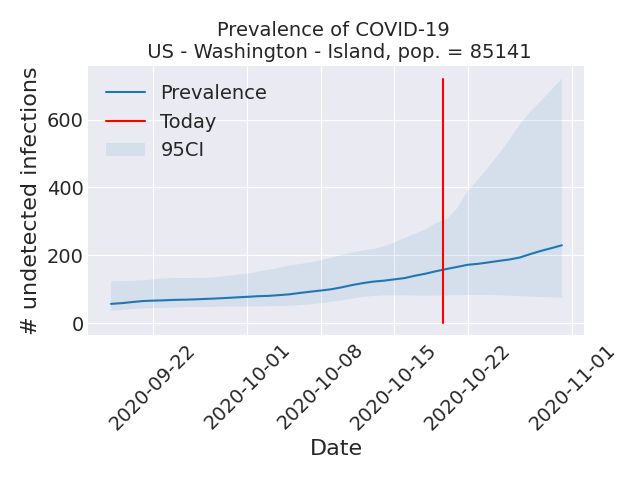 Prevalence of COVID-19
US - Washington - Island, pop. = 85141
# undetected infections
600
400
200
0
Prevalence
Today
95CI
2020-09-22
2020-10-01
2020-10-08
2020-10-15
2020-10-22
2020-11-01
Date